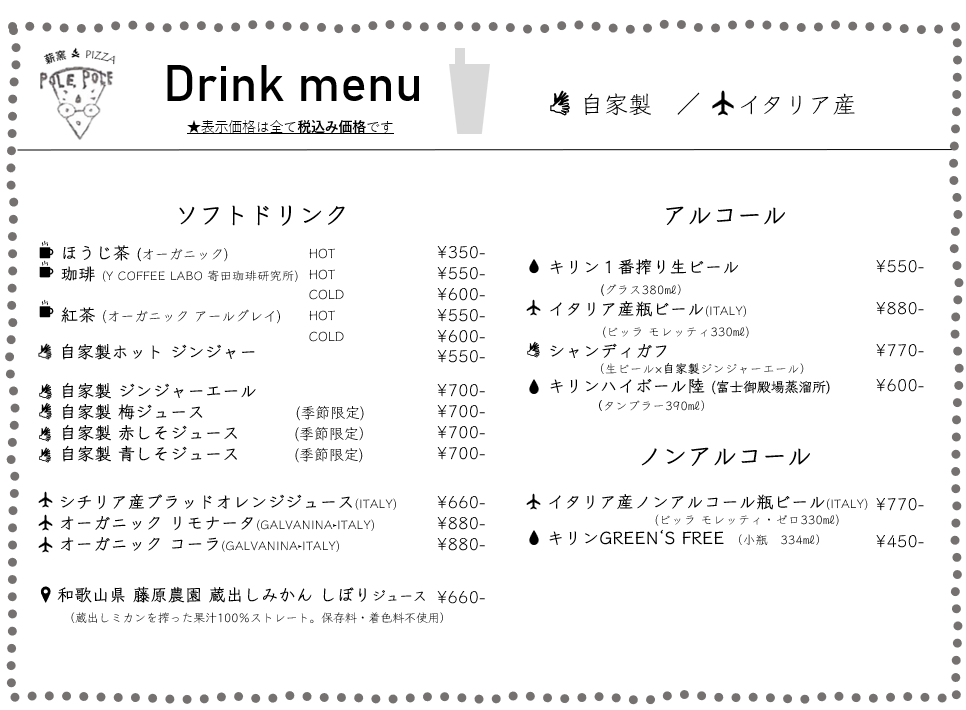 薪窯 PIZZA
POLE POLE
Drink menu
★表示価格は全て税込み価格です
自家製 ／ イタリア産
ソフトドリンク
ほうじ茶 (オーガニック) HOT ¥350-
珈琲 (Y COFFEE LABO 寄田珈琲研究所) HOT ¥550-
COLD ¥600-
紅茶 (オーガニック アールグレイ) HOT ¥550-
COLD ¥600-
自家製ホット ジンジャー ¥550-
自家製 ジンジャーエール ¥700-
自家製 梅ジュース (季節限定) ¥700-
自家製 赤しそジュース (季節限定) ¥700-
自家製 青しそジュース (季節限定) ¥700-
シチリア産ブラッドオレンジジュース(ITALY) ¥660-
オーガニック リモナータ(GALVANINA-ITALY) ¥880-
オーガニック コーラ(GALVANINA-ITALY) ¥880-
和歌山県 藤原農園 蔵出しみかん しぼりジュース ¥660-
(蔵出しミカンを搾った果汁100%ストレート。保存料・着色料不使用)
アルコール
キリン１番搾り生ビール ¥550-
(グラス380㎖)
イタリア産瓶ビール(ITALY) ¥880-
(ビッラ モレッティ330㎖)
シャンディガフ ¥770-
(生ビール×自家製ジンジャーエール)
キリンハイボール陸 (富士御殿場蒸溜所) ¥600-
(タンブラー390㎖)
ノンアルコール
イタリア産ノンアルコール瓶ビール(ITALY) ¥770-
(ビッラ モレッティ・ゼロ330㎖)
キリンGREEN‘S FREE （小瓶　334㎖） ¥450-